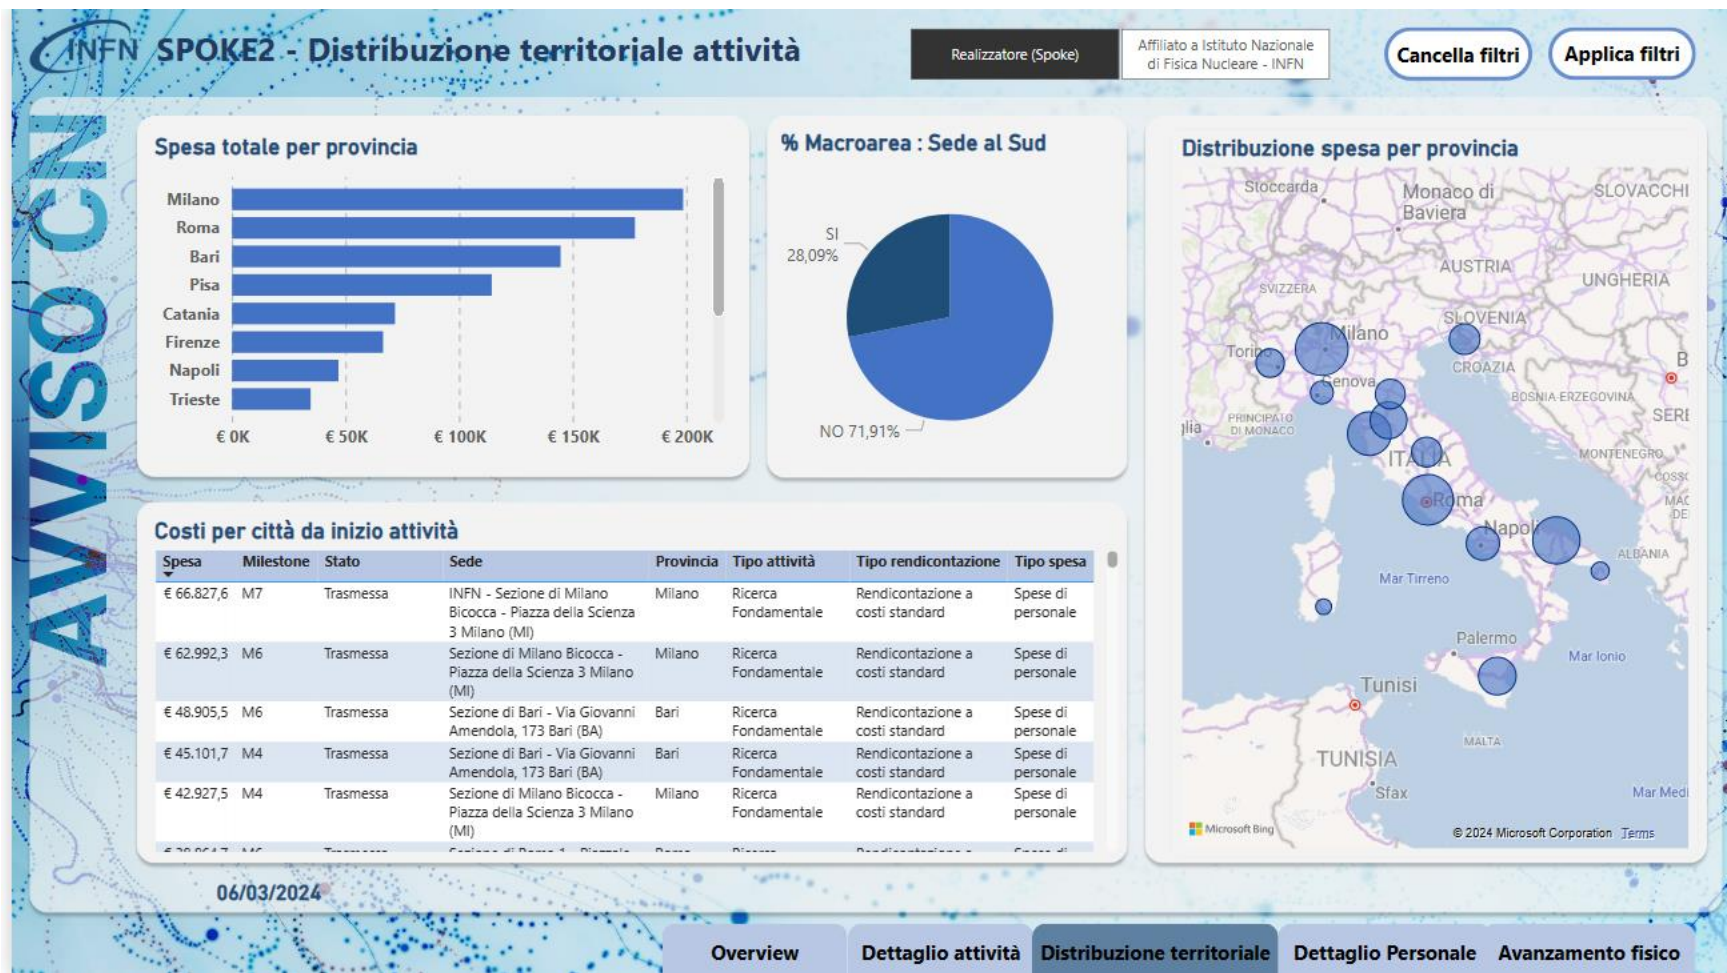 INFN SPOKE2 - Distribuzione territoriale attività
Realizzatore (Spoke)
Affiliato a Istituto Nazionale
di Fisica Nucleare - INFN
Cancella filtri
Applica filtri
AVVISO CN
Spesa totale per provincia
Milano
Roma
Bari
Pisa
Catania
Firenze
Napoli
Trieste
€ 0K € 50K € 100K € 150K € 200K
% Macroarea : Sede al Sud
SI
28,09%
NO 71,91%
Distribuzione spesa per provincia
Stoccarda
Monaco di
Baviera
SLOVACCHI
AUSTRIA
UNGHERIA
SVIZZERA
SLOVENIA
Milano
Torino
CROAZIA
B
Genova
BOSNIA-ERZEGOVINA
PRINCIPATO
DI MONACO
SERB
glia
ITALIA
MONTENEGRO
COSSO
MAC
DE
Roma
Napoli
ALBANIA
Mar Tirreno
Palermo
Mar Ionio
Tunisi
MALTA
TUNISIA
Sfax
Mar Medi
Microsoft Bing
© 2024 Microsoft Corporation Terms
Costi per città da inizio attività
Spesa Milestone Stato Sede Provincia Tipo attività Tipo rendicontazione Tipo spesa
€ 66.827,6 M7 Trasmessa INFN - Sezione di Milano Milano Ricerca Rendicontazione a Spese di
Bicocca - Piazza della Scienza Fondamentale costi standard personale
3 Milano (MI)
€ 62.992,3 M6 Trasmessa Sezione di Milano Bicocca - Milano Ricerca Rendicontazione a Spese di
Piazza della Scienza 3 Milano Fondamentale costi standard personale
(MI)
€ 48.905,5 M6 Trasmessa Sezione di Bari - Via Giovanni Bari Ricerca Rendicontazione a Spese di
Amendola, 173 Bari (BA) Fondamentale costi standard personale
€ 45.101,7 M4 Trasmessa Sezione di Bari - Via Giovanni Bari Ricerca Rendicontazione a Spese di
Amendola, 173 Bari (BA) Fondamentale costi standard personale
€ 42.927,5 M4 Trasmessa Sezione di Milano Bicocca - Milano Ricerca Rendicontazione a Spese di
Piazza della Scienza 3 Milano Fondamentale costi standard personale
(MI)
06/03/2024
Overview
Dettaglio attività
Distribuzione territoriale
Dettaglio Personale
Avanzamento fisico